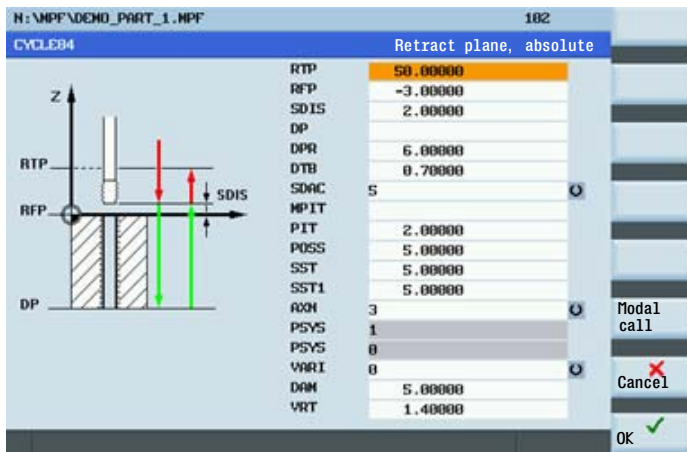 N:\MPF\DEMO_PART_1.MPF 102
CYCLE84 Retract plane, absolute
RTP 50.00000
RFP -3.00000
SDIS 2.00000
DP
DPR 6.00000
DTB 0.70000
SDAC 5
MPIT
PIT 2.00000
POSS 5.00000
SST 5.00000
SST1 5.00000
AXN 3
PSYS 1
PSYS 0
VARI 0
DAM 5.00000
VRT 1.40000
Z
RTP
SDIS
RFP
DP
Modal
call
Cancel
OK